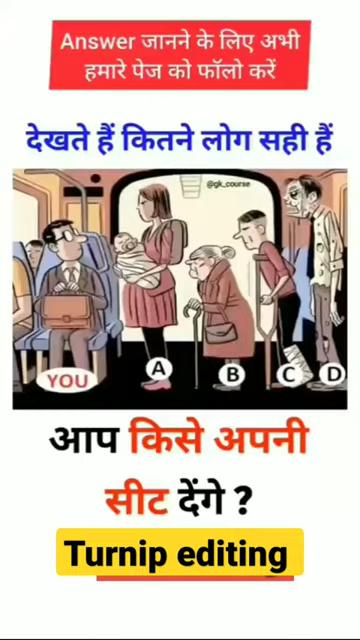 Answer जानने के लिए अभी
हमारे पेज को फॉलो करें
देखते हैं कितने लोग सही हैं
@gk_course
YOU
A
B
C
D
आप किसे अपनी
सीट देंगे ?
Turnip editing